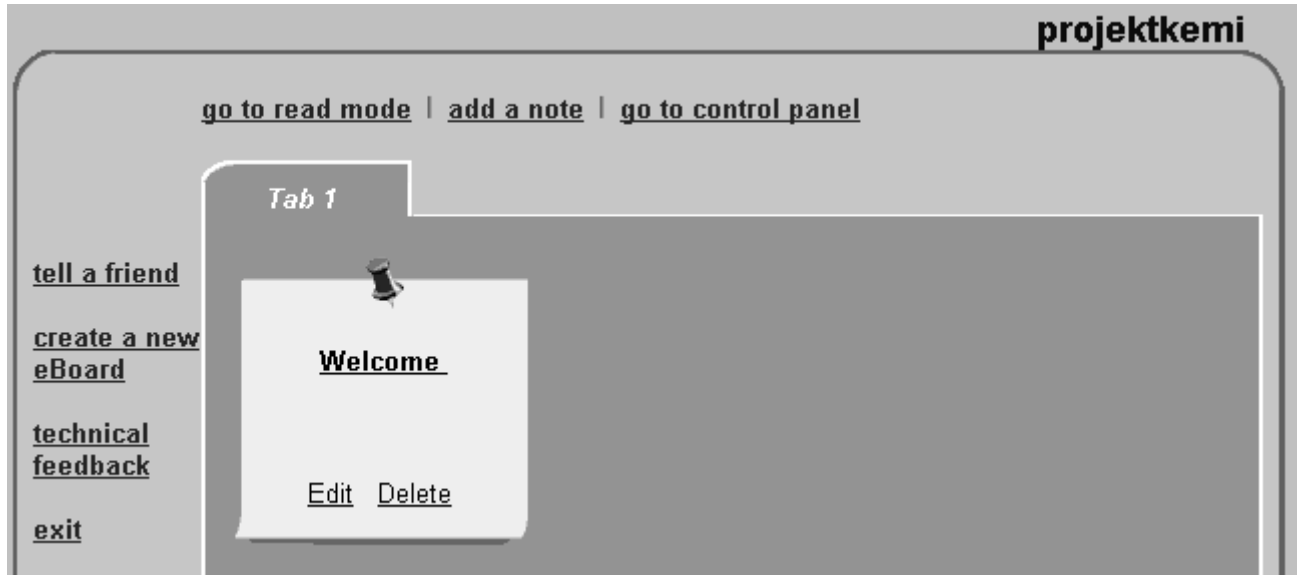 projektkemi
go to read mode | add a note | go to control panel
Tab 1
tell a friend
create a new
eBoard
technical
feedback
exit
Welcome
Edit Delete